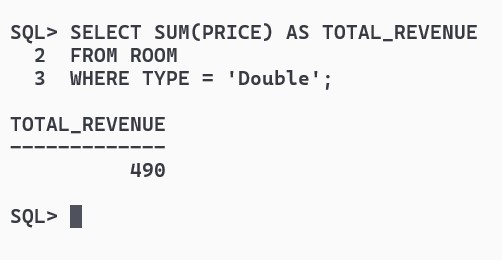 SQL> SELECT SUM(PRICE) AS TOTAL_REVENUE
  2  FROM ROOM
  3  WHERE TYPE = 'Double';

TOTAL_REVENUE
-------------
          490

SQL>